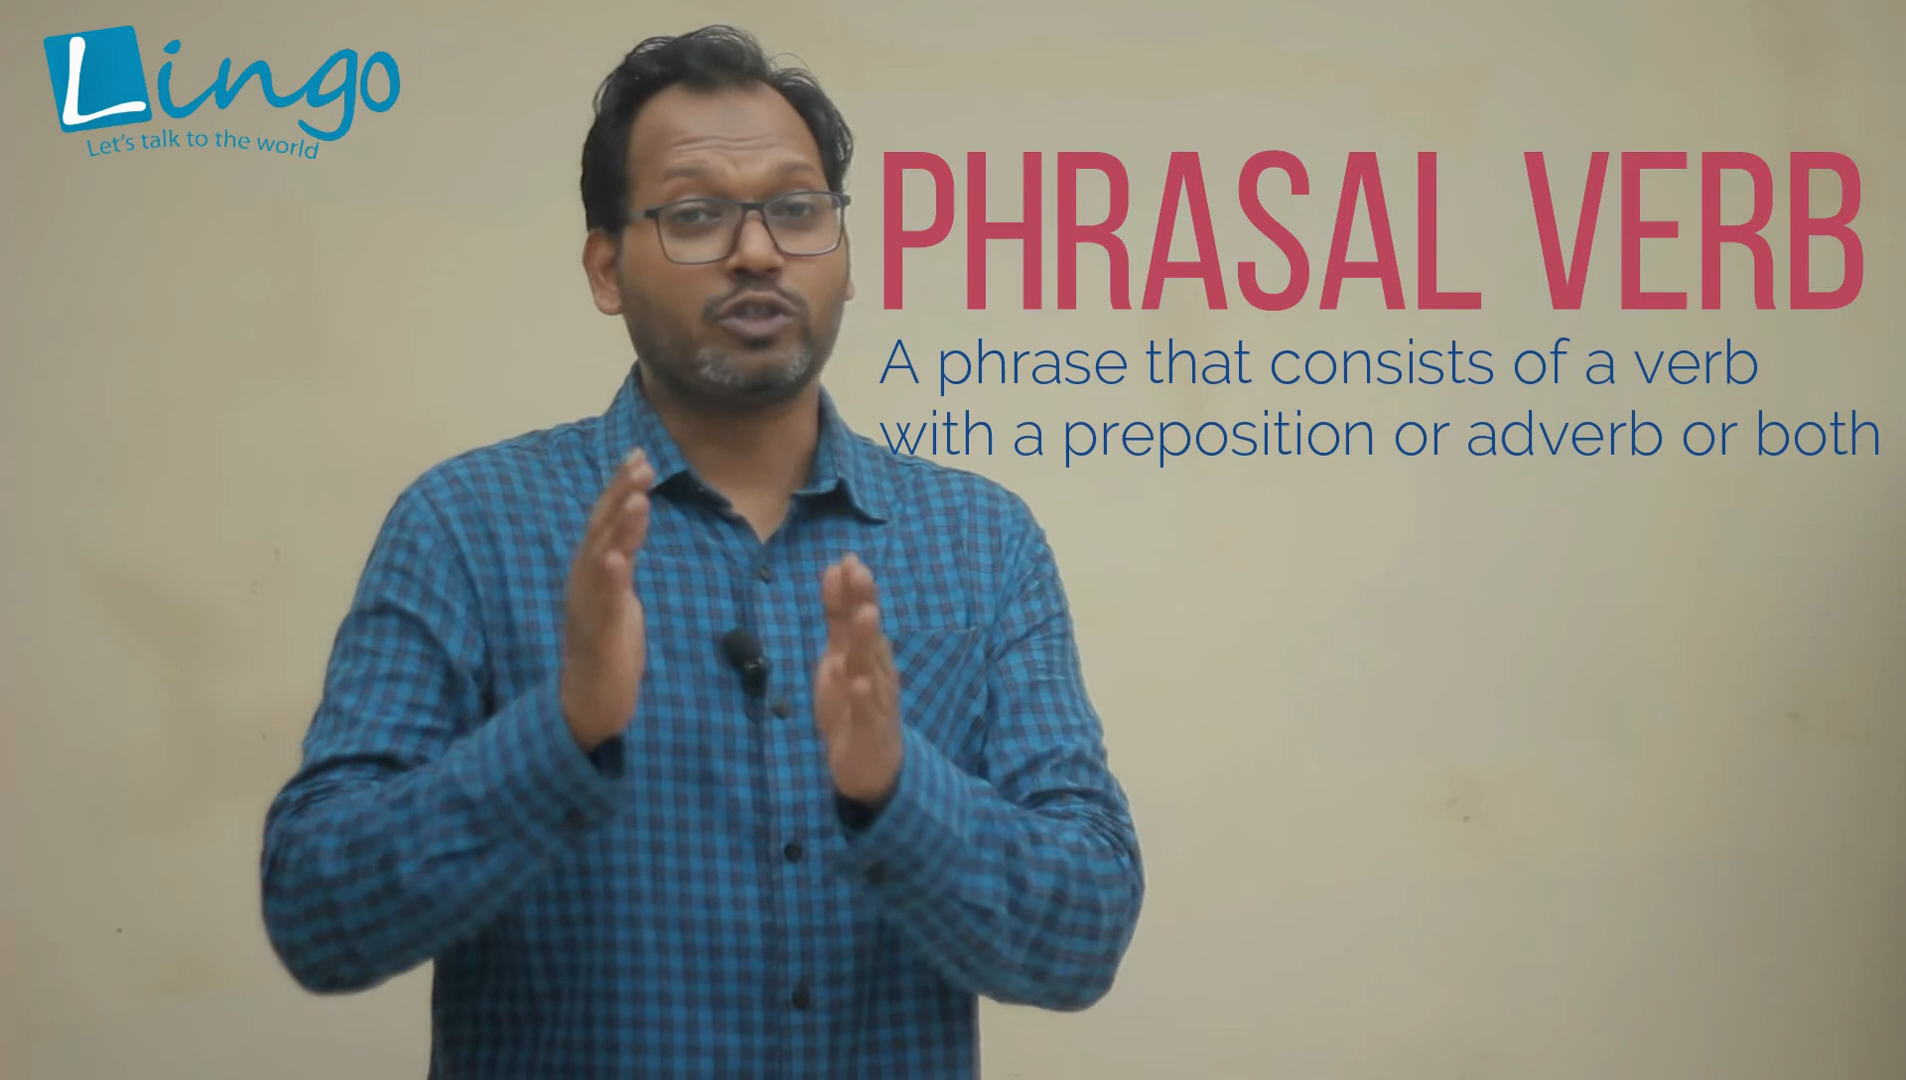 Lingo
Let's talk to the world
PHRASAL VERB
A phrase that consists of a verb
with a preposition or adverb or both